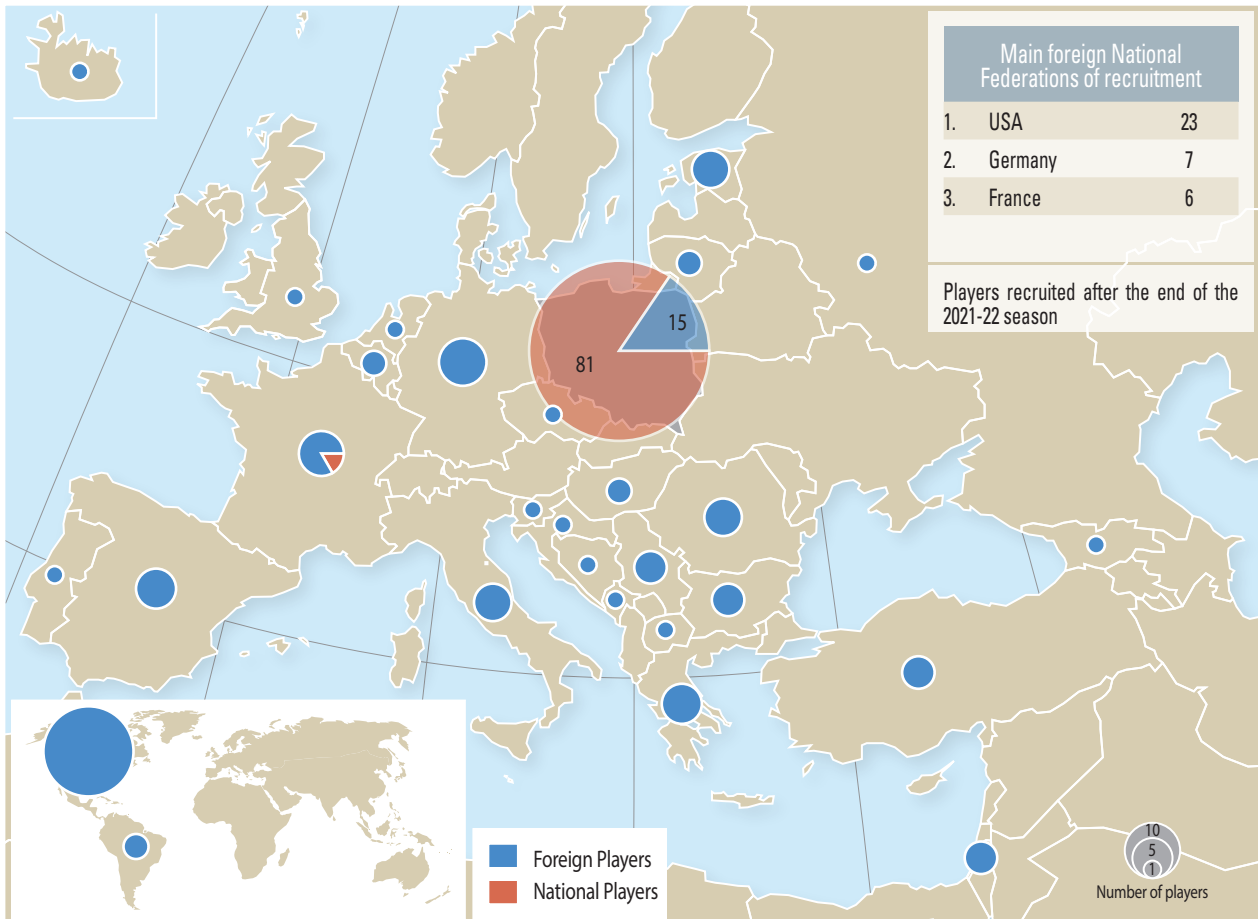 Main foreign National
Federations of recruitment
1. USA 23
2. Germany 7
3. France 6
Players recruited after the end of the
2021-22 season
15
81
Foreign Players
National Players
10
5
1
Number of players